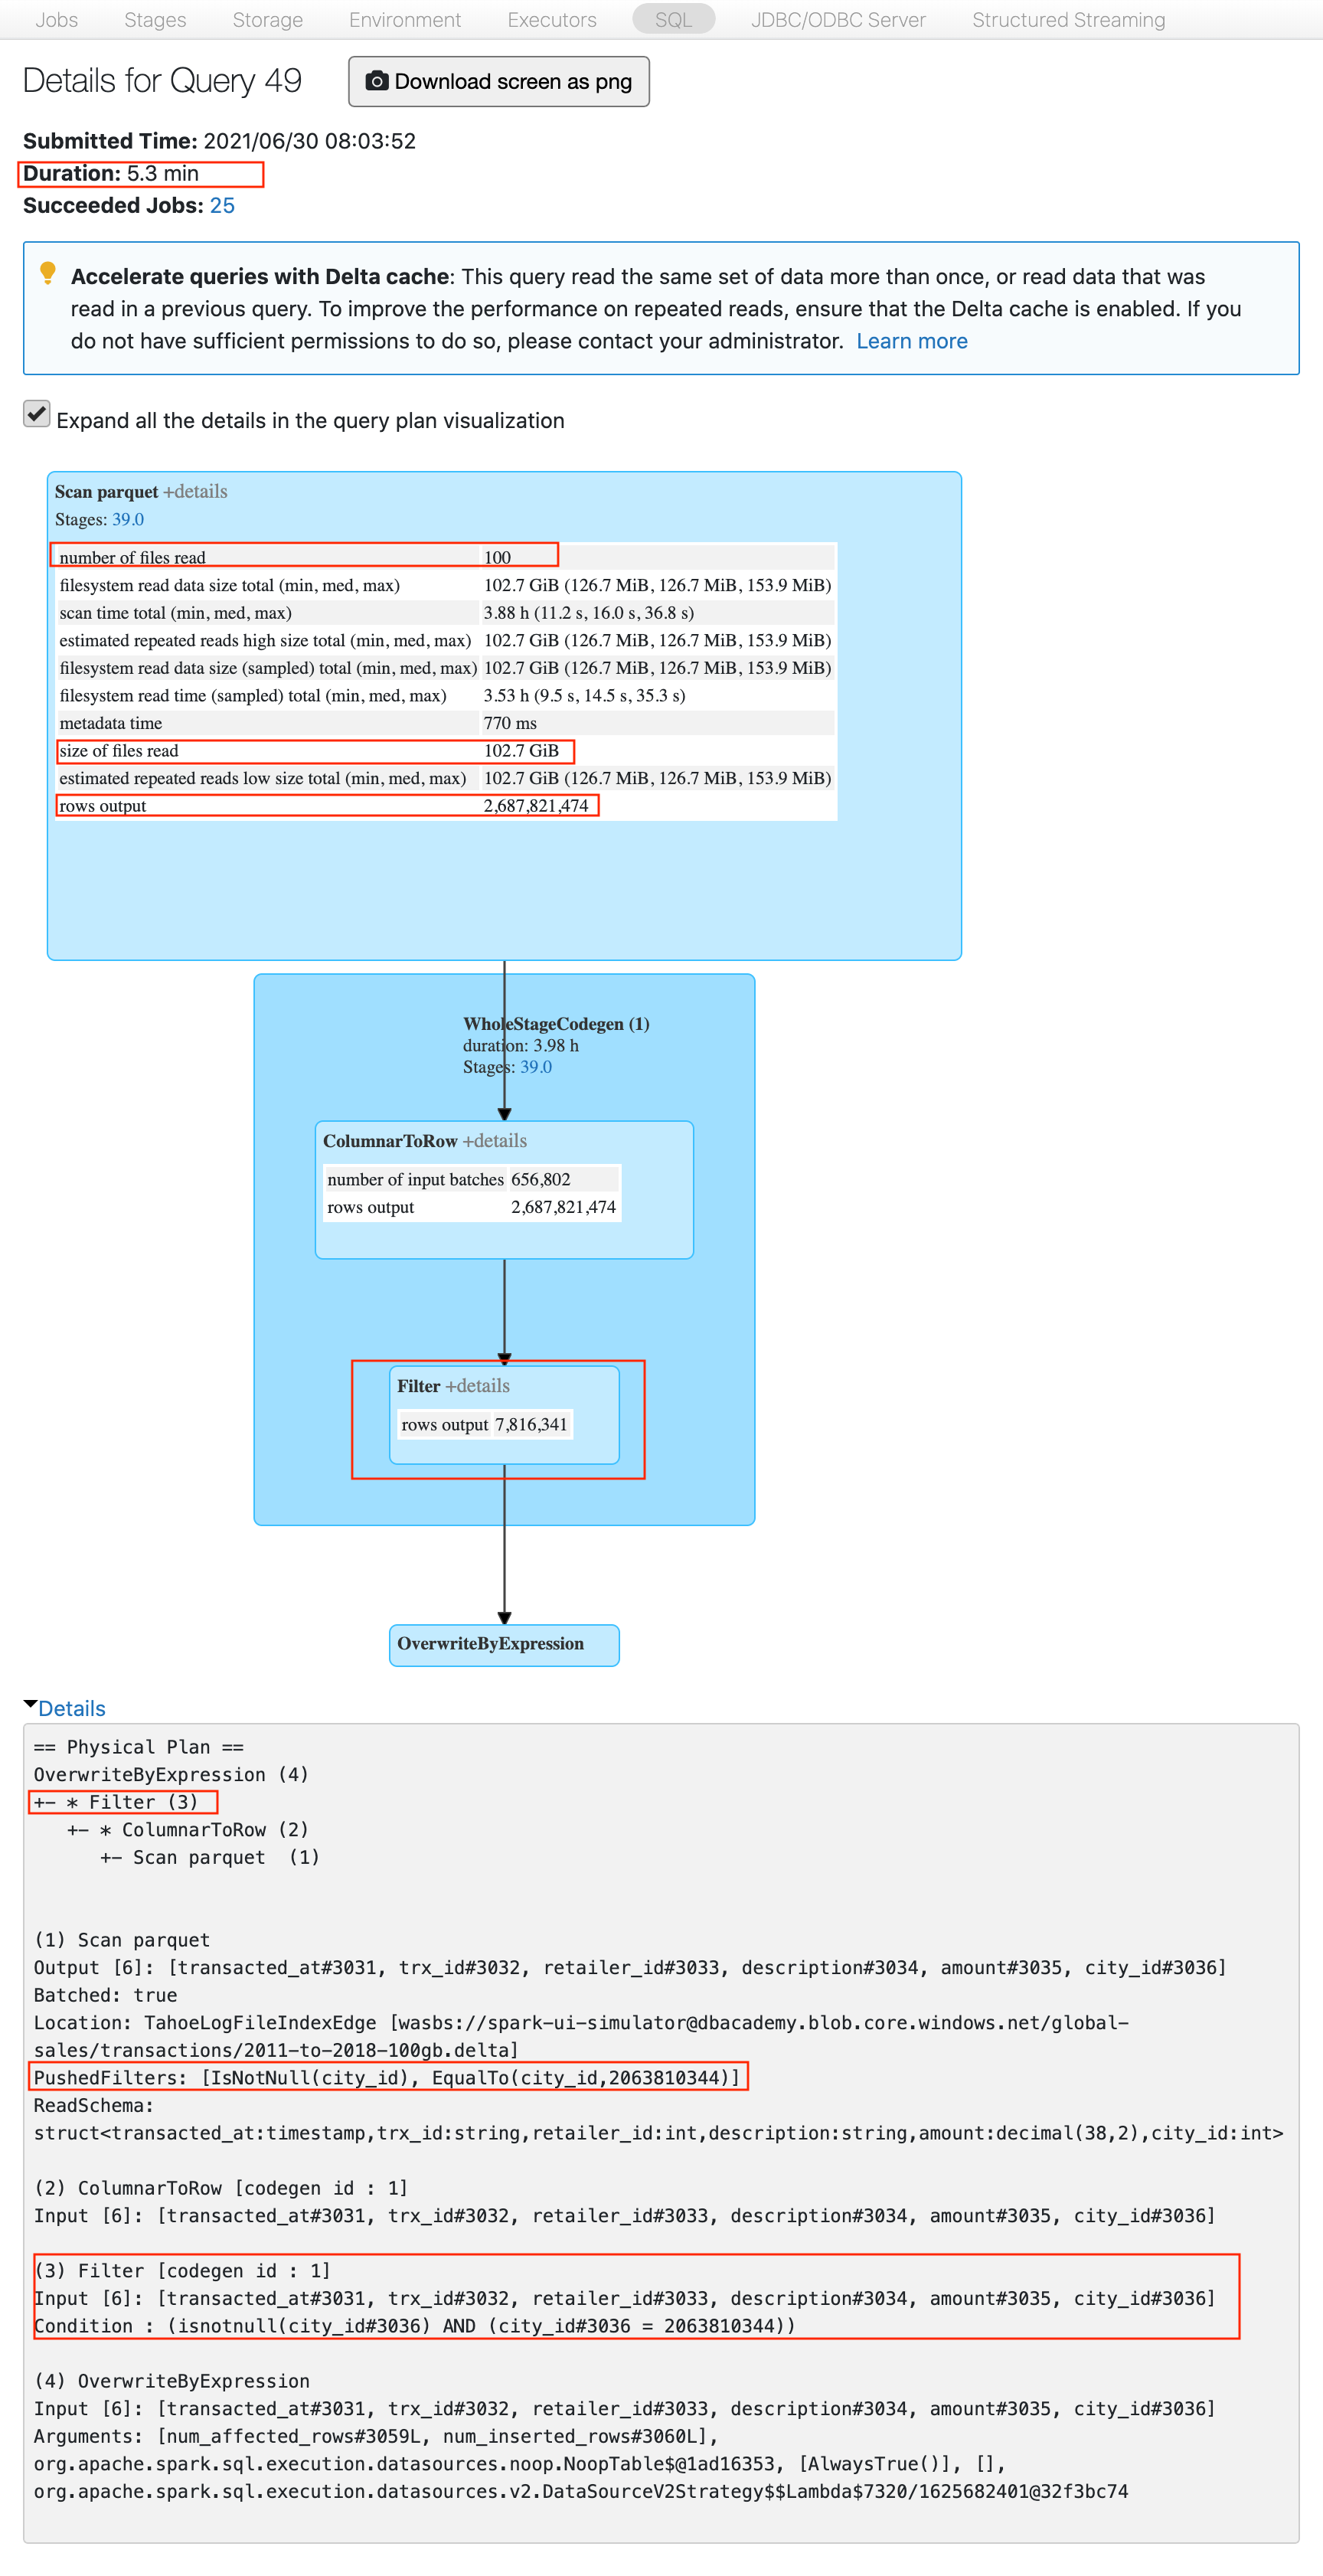 Jobs Stages Storage Environment Executors SQL JDBC/ODBC Server Structured Streaming
Details for Query 49
Download screen as png
Submitted Time: 2021/06/30 08:03:52
Duration: 5.3 min
Succeeded Jobs: 25
Accelerate queries with Delta cache: This query read the same set of data more than once, or read data that was
read in a previous query. To improve the performance on repeated reads, ensure that the Delta cache is enabled. If you
do not have sufficient permissions to do so, please contact your administrator. Learn more
Expand all the details in the query plan visualization
Scan parquet +details
Stages: 39.0
number of files read 100
filesystem read data size total (min, med, max) 102.7 GiB (126.7 MiB, 126.7 MiB, 153.9 MiB)
scan time total (min, med, max) 3.88 h (11.2 s, 16.0 s, 36.8 s)
estimated repeated reads high size total (min, med, max) 102.7 GiB (126.7 MiB, 126.7 MiB, 153.9 MiB)
filesystem read data size (sampled) total (min, med, max) 102.7 GiB (126.7 MiB, 126.7 MiB, 153.9 MiB)
filesystem read time (sampled) total (min, med, max) 3.53 h (9.5 s, 14.5 s, 35.3 s)
metadata time 770 ms
size of files read 102.7 GiB
estimated repeated reads low size total (min, med, max) 102.7 GiB (126.7 MiB, 126.7 MiB, 153.9 MiB)
rows output 2,687,821,474
WholeStageCodegen (1)
duration: 3.98 h
Stages: 39.0
ColumnarToRow +details
number of input batches 656,802
rows output 2,687,821,474
Filter +details
rows output 7,816,341
OverwriteByExpression
Details
== Physical Plan ==
OverwriteByExpression (4)
+- * Filter (3)
   +- * ColumnarToRow (2)
      +- Scan parquet  (1)
(1) Scan parquet
Output [6]: [transacted_at#3031, trx_id#3032, retailer_id#3033, description#3034, amount#3035, city_id#3036]
Batched: true
Location: TahoeLogFileIndexEdge [wasbs://spark-ui-simulator@dbacademy.blob.core.windows.net/global-
sales/transactions/2011-to-2018-100gb.delta]
PushedFilters: [IsNotNull(city_id), EqualTo(city_id,2063810344)]
ReadSchema:
struct<transacted_at:timestamp,trx_id:string,retailer_id:int,description:string,amount:decimal(38,2),city_id:int>
(2) ColumnarToRow [codegen id : 1]
Input [6]: [transacted_at#3031, trx_id#3032, retailer_id#3033, description#3034, amount#3035, city_id#3036]
(3) Filter [codegen id : 1]
Input [6]: [transacted_at#3031, trx_id#3032, retailer_id#3033, description#3034, amount#3035, city_id#3036]
Condition : (isnotnull(city_id#3036) AND (city_id#3036 = 2063810344))
(4) OverwriteByExpression
Input [6]: [transacted_at#3031, trx_id#3032, retailer_id#3033, description#3034, amount#3035, city_id#3036]
Arguments: [num_affected_rows#3059L, num_inserted_rows#3060L],
org.apache.spark.sql.execution.datasources.noop.NoopTable$@1ad16353, [AlwaysTrue()], [],
org.apache.spark.sql.execution.datasources.v2.DataSourceV2Strategy$$Lambda$7320/1625682401@32f3bc74